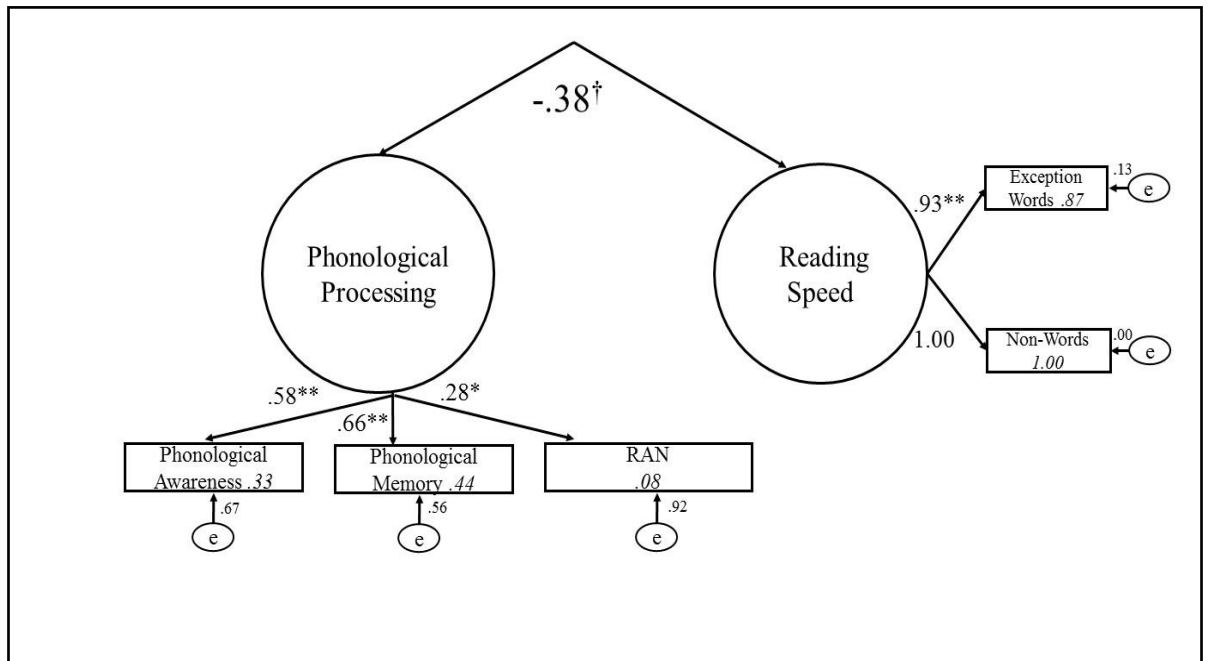 -.38†
Phonological
Processing
Reading
Speed
.93**
Exception
Words .87
.13
e
1.00
Non-Words
1.00
.00
e
.58**
.66**
.28*
Phonological
Awareness .33
Phonological
Memory .44
RAN
.08
.67
.56
.92
e
e
e